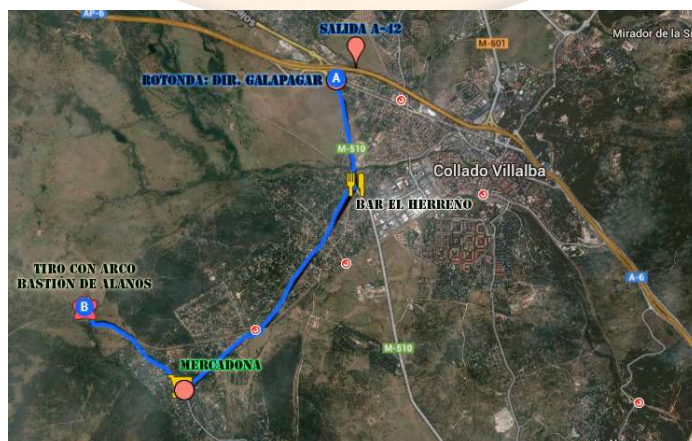 AP-6
SALIDA A-42
M-601
Mirador de la Si
ROTONDA: DIR. GALAPAGAR
A
M-510
Collado Villalba
BAR EL HERREÑO
A-6
TIRO CON ARCO
BASTIÓN DE ALANOS
B
M-510
MERCADONA